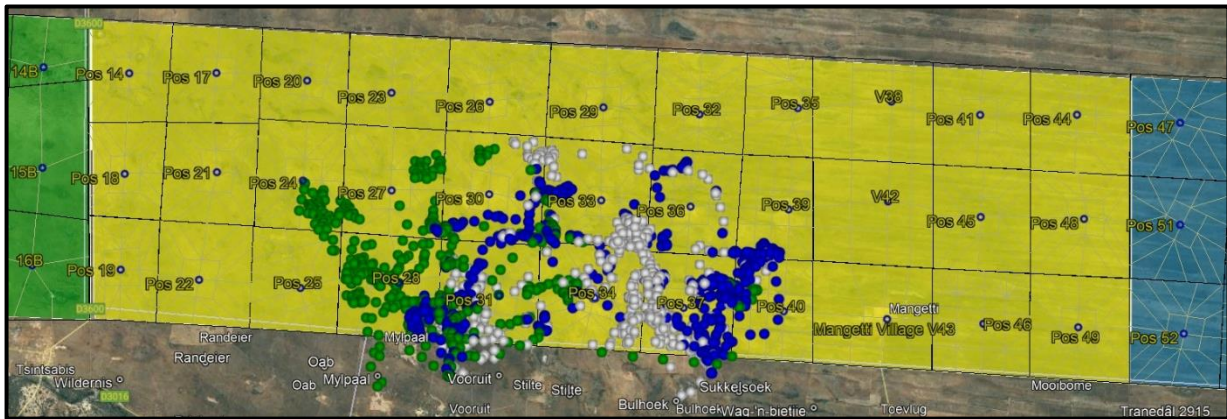 D3600
14B
Pos 14
Pos 17
Pos 20
Pos 23
Pos 26
Pos 29
Pos 32
Pos 35
V38
Pos 41
Pos 44
Pos 47
15B
Pos 18
Pos 21
Pos 24
Pos 27
Pos 30
Pos 33
Pos 36
Pos 39
V42
Pos 45
Pos 48
Pos 51
16B
Pos 19
Pos 22
Pos 25
Pos 28
Pos 31
Pos 34
Pos 37
Pos 40
Mangetti
Mangetti Village V43
Pos 46
Pos 49
Pos 52
D3600
Randeier
Mylpaal
Randeier
Tsintsabis
Wildernis
Oab
Oab
Mylpaal
Vooruit
Stilte
Stilte
Sukkelsoek
Mooibome
D3016
Vooruit
Bulhoek
Bulhoek
Wag-'n-bietjie
Toevlug
Tranedal 2915